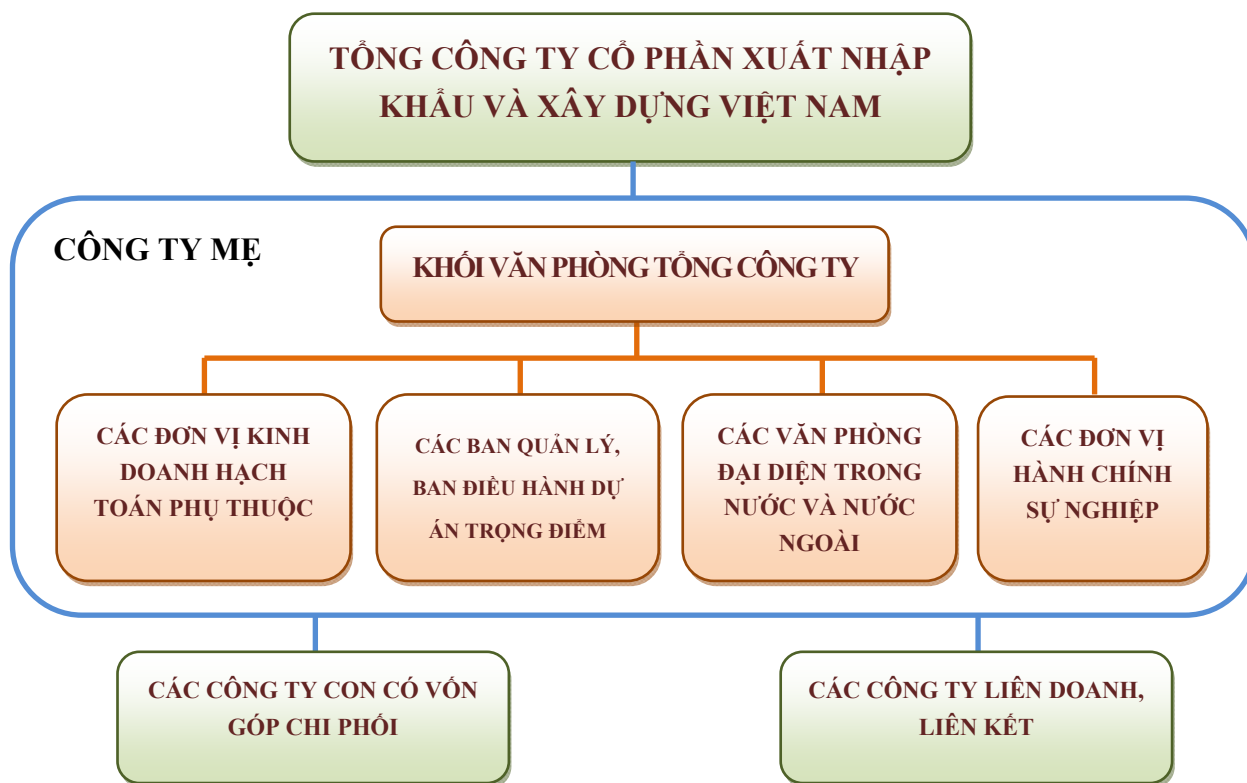 TỔNG CÔNG TY CỔ PHẦN XUẤT NHẬP
KHẨU VÀ XÂY DỰNG VIỆT NAM
CÔNG TY MẸ
KHỐI VĂN PHÒNG TỔNG CÔNG TY
CÁC ĐƠN VỊ KINH
DOANH HẠCH
TOÁN PHỤ THUỘC
CÁC BAN QUẢN LÝ,
BAN ĐIỀU HÀNH DỰ
ÁN TRỌNG ĐIỂM
CÁC VĂN PHÒNG
ĐẠI DIỆN TRONG
NƯỚC VÀ NƯỚC
NGOÀI
CÁC ĐƠN VỊ
HÀNH CHÍNH
SỰ NGHIỆP
CÁC CÔNG TY CON CÓ VỐN
GÓP CHI PHỐI
CÁC CÔNG TY LIÊN DOANH,
LIÊN KẾT